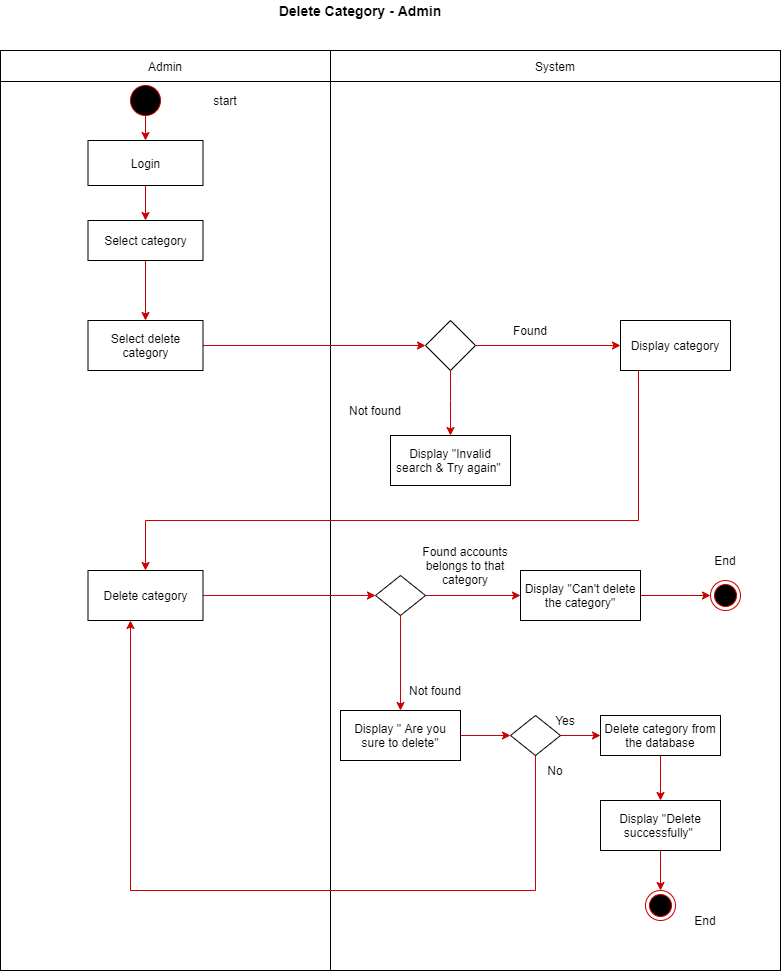 Delete Category - Admin
Admin
System
start
Login
Select category
Select delete
category
Found
Display category
Not found
Display "Invalid
search & Try again"
Found accounts
belongs to that
category
End
Delete category
Display "Can't delete
the category"
Not found
Display " Are you
sure to delete"
Yes
Delete category from
the database
No
Display "Delete
successfully"
End